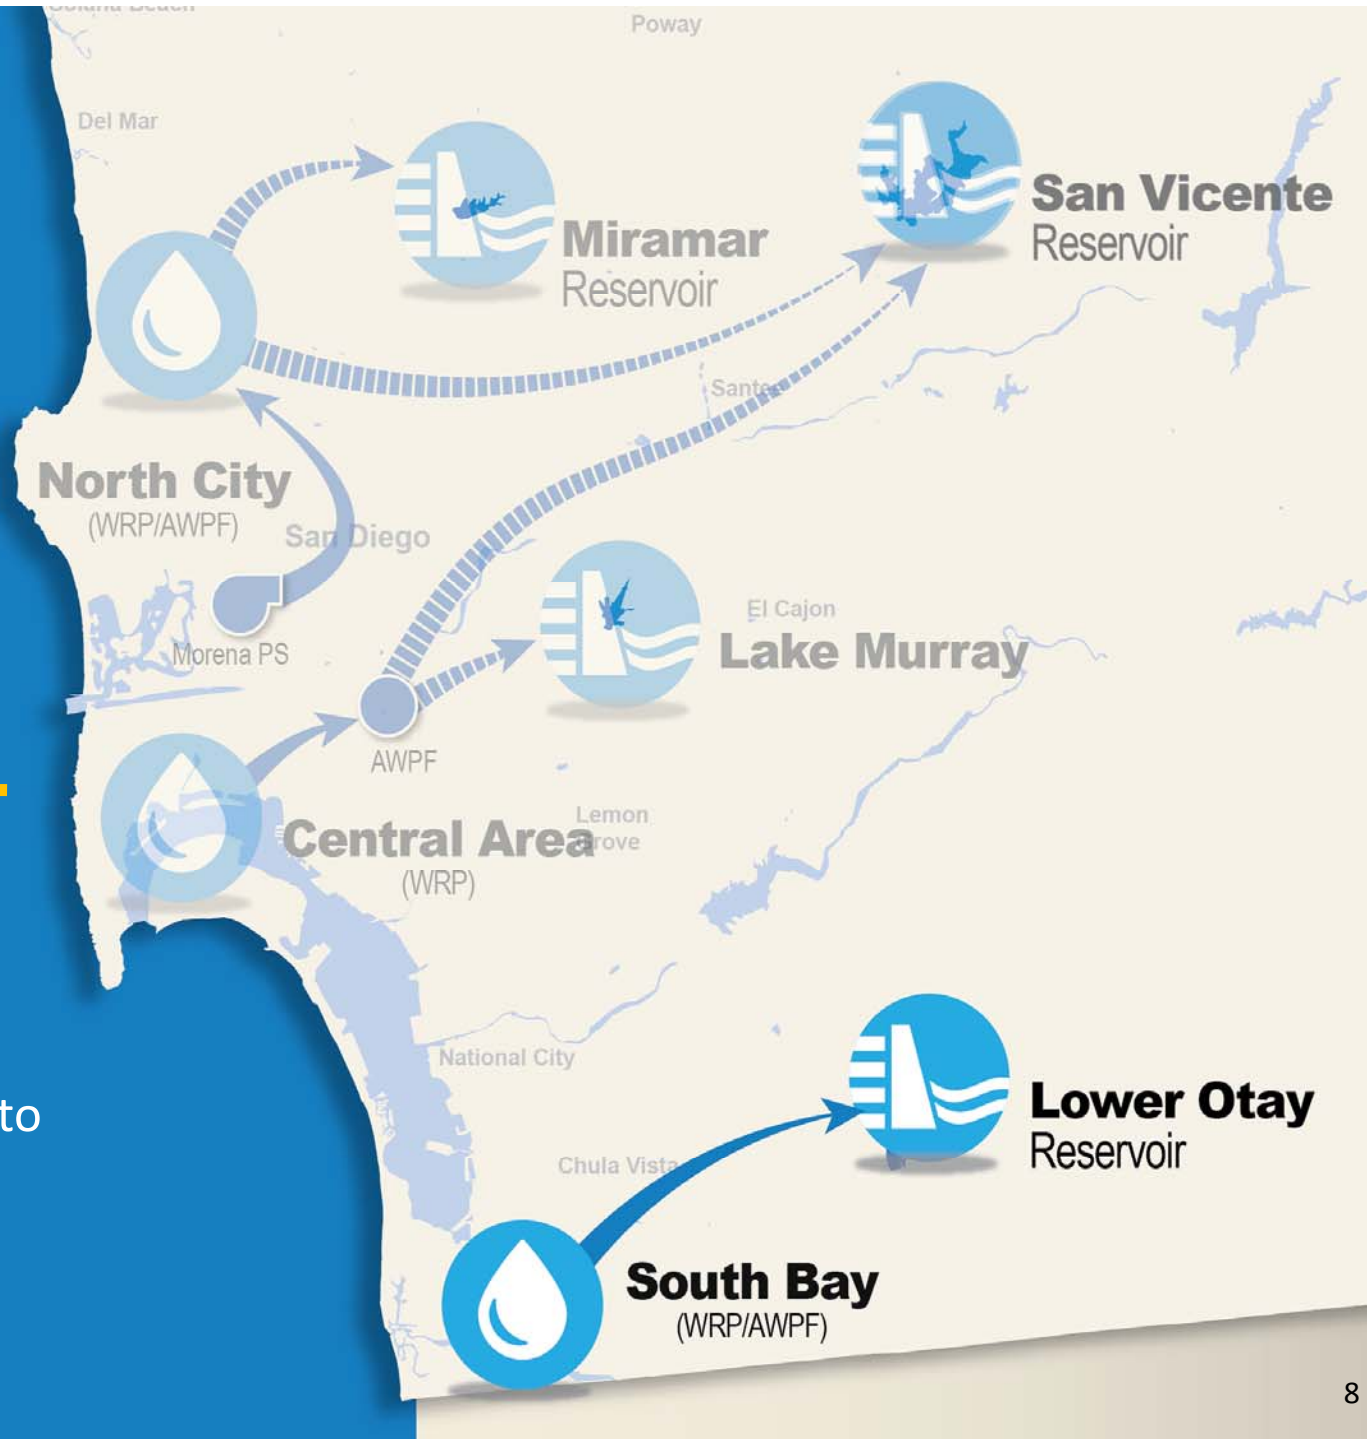 Solana Beach
Poway
Del Mar
San Vicente
Reservoir
Miramar
Reservoir
Santee
North City
(WRP/AWPF)
San Diego
El Cajon
Lake Murray
Morena PS
AWPF
Lemon
Grove
Central Area
(WRP)
National City
Lower Otay
Reservoir
to
Chula Vista
South Bay
(WRP/AWPF)
8